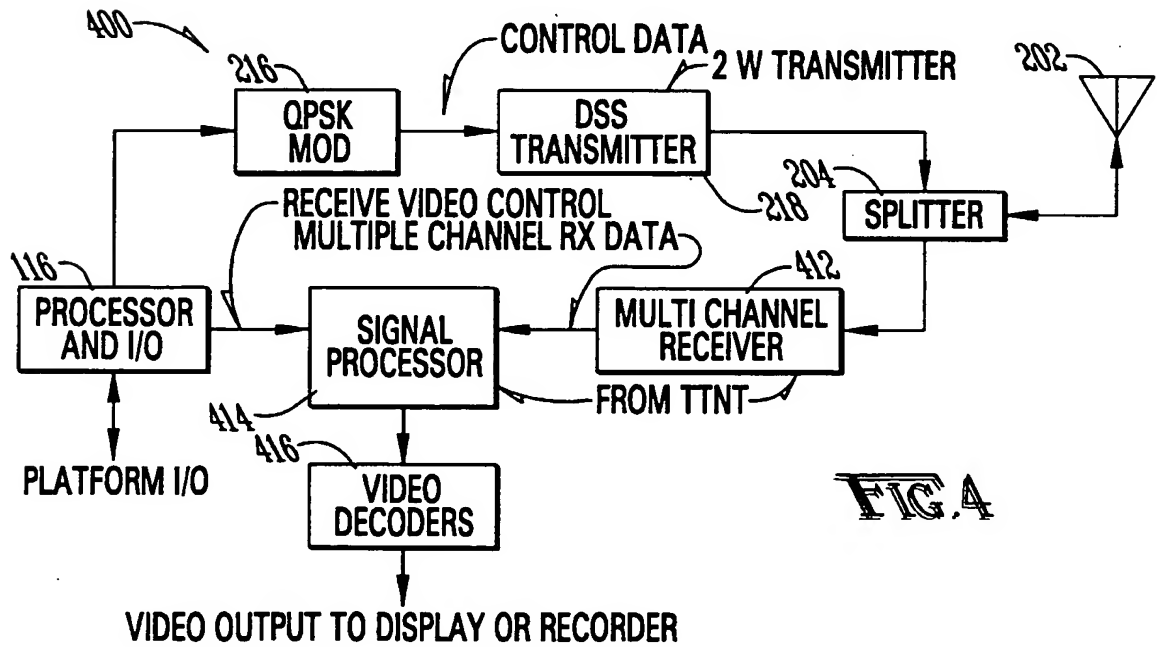 400
CONTROL DATA
216
2 W TRANSMITTER
202
QPSK
MOD
DSS
TRANSMITTER
204
218
SPLITTER
RECEIVE VIDEO CONTROL
MULTIPLE CHANNEL RX DATA
116
412
PROCESSOR
AND I/O
SIGNAL
PROCESSOR
MULTI CHANNEL
RECEIVER
FROM TTNT
414
416
PLATFORM I/O
VIDEO
DECODERS
FIG.4
VIDEO OUTPUT TO DISPLAY OR RECORDER